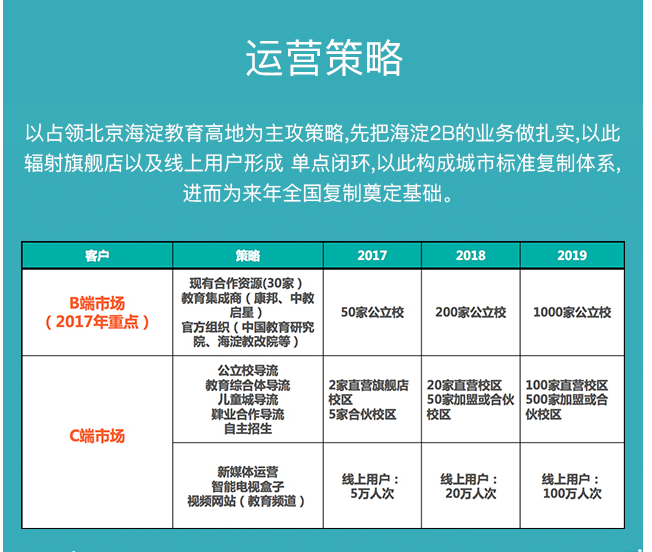 运营策略
以占领北京海淀教育高地为主攻策略,先把海淀2B的业务做扎实,以此
辐射旗舰店以及线上用户形成 单点闭环,以此构成城市标准复制体系,
进而为来年全国复制奠定基础。
客户 策略 2017 2018 2019
B端市场
（2017年重点）
现有合作资源(30家）
教育集成商（康邦、中教
启星）
官方组织（中国教育研究
院、海淀教改院等）
50家公立校 200家公立校 1000家公立校
C端市场
公立校导流
教育综合体导流
儿童城导流
肄业合作导流
自主招生
2家直营旗舰店
校区
5家合伙校区
20家直营校区
50家加盟或合伙
校区
100家直营校区
500家加盟或合
伙校区
新媒体运营
智能电视盒子
视频网站（教育频道）
线上用户：
5万人次
线上用户：
20万人次
线上用户：
100万人次